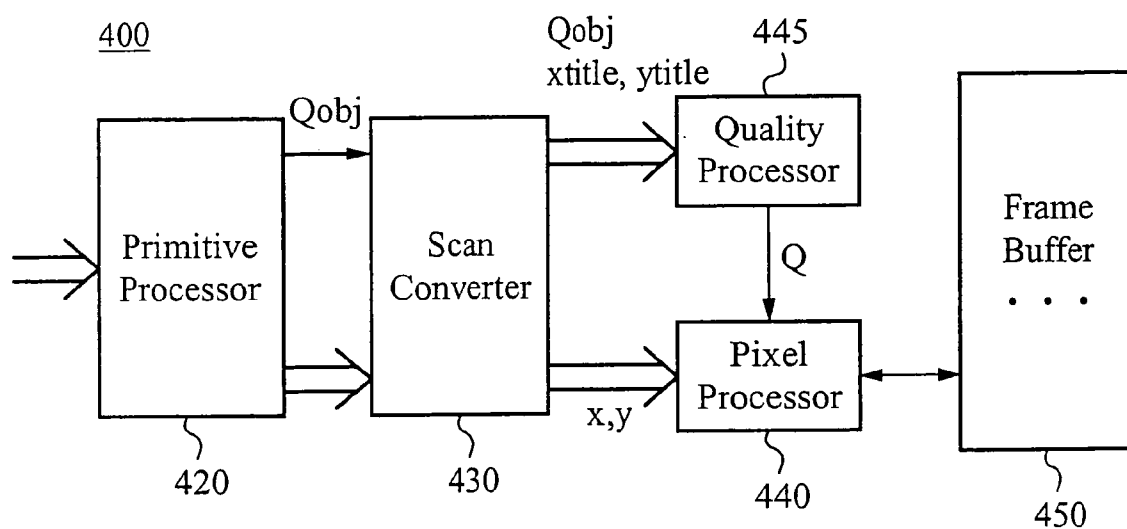 400
Qobj
xtitle, ytitle
445
Qobj
Quality
Processor
Primitive
Processor
Scan
Converter
Q
Frame
Buffer
. . .
Pixel
Processor
x,y
420
430
440
450